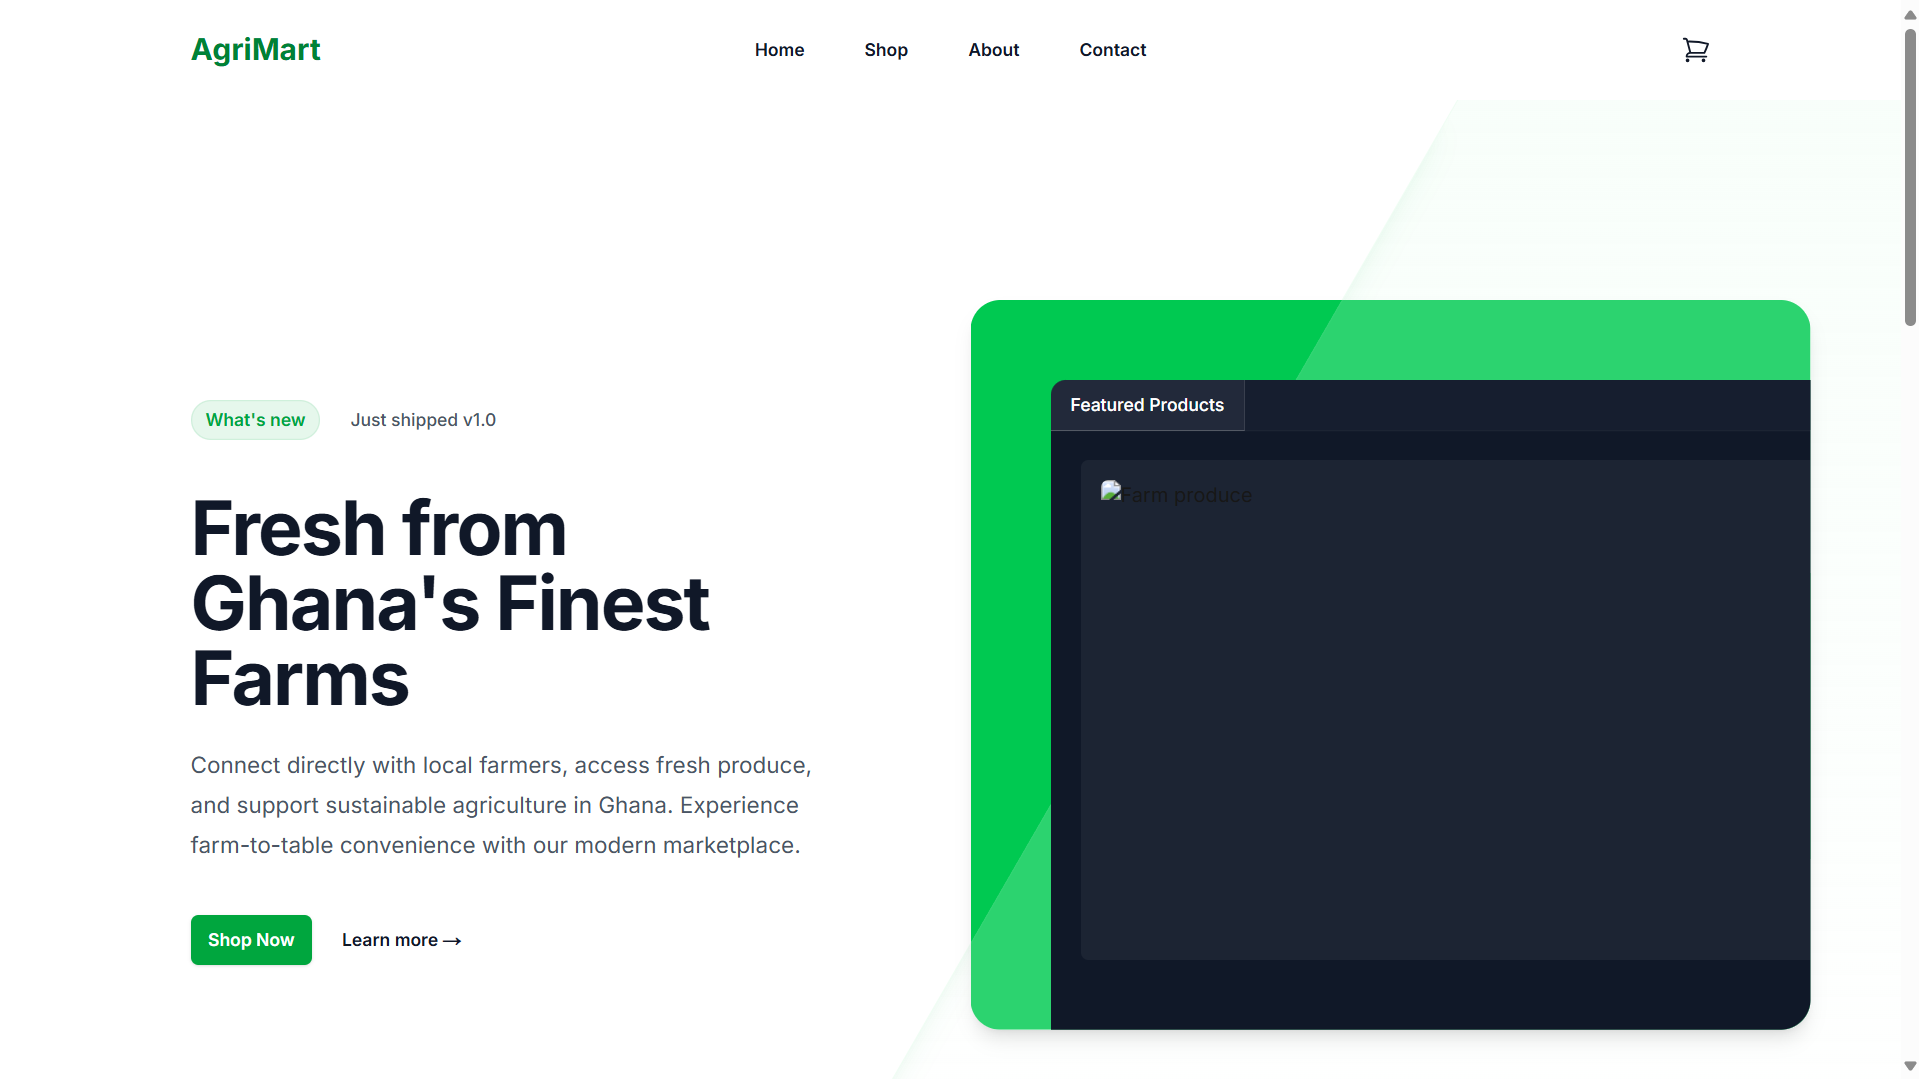 AgriMart
Home
Shop
About
Contact
Featured Products
Farm produce
What's new
Just shipped v1.0
Fresh from
Ghana's Finest
Farms
Connect directly with local farmers, access fresh produce,
and support sustainable agriculture in Ghana. Experience
farm-to-table convenience with our modern marketplace.
Shop Now
Learn more →